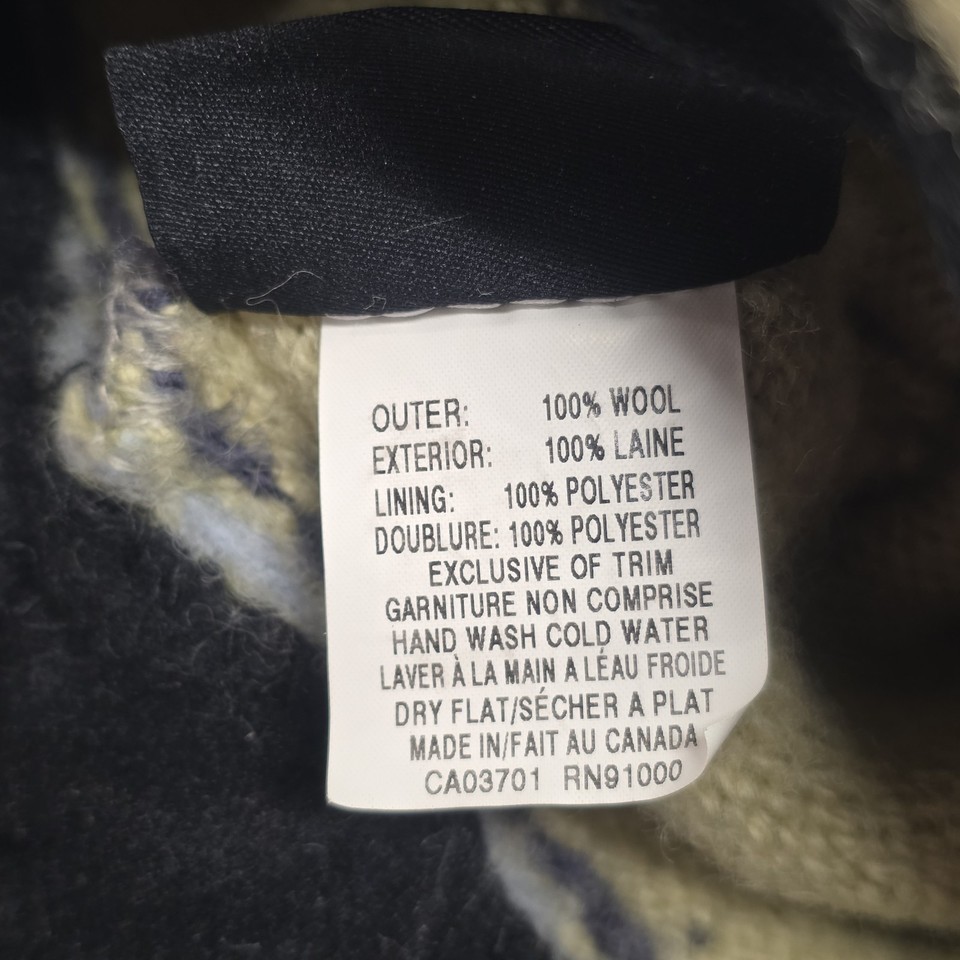 OUTER: 100% WOOL
EXTERIOR: 100% LAINE
LINING: 100% POLYESTER
DOUBLURE: 100% POLYESTER
EXCLUSIVE OF TRIM
GARNITURE NON COMPRISE
HAND WASH COLD WATER
LAVER À LA MAIN A LÉAU FROIDE
DRY FLAT/SÉCHER A PLAT
MADE IN/FAIT AU CANADA
CA03701 RN91000